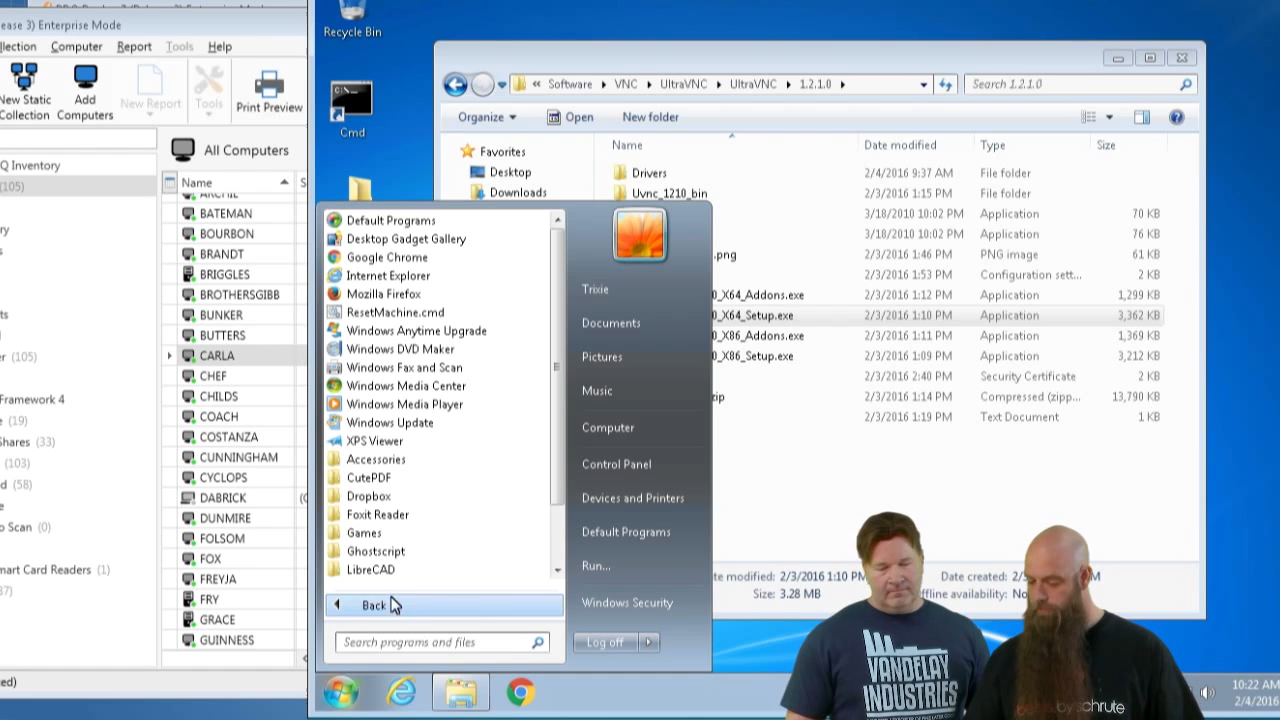 ease 3) Enterprise Mode
llection Computer Report Tools Help
New Static Collection
Add Computers
New Report
Tools
Print Preview
Q Inventory
(105)
ry
s
ts
er (105)
e
Framework 4
e (19)
Shares (33)
(103)
d (58)
e
o Scan (0)
mart Card Readers (1)
37)
ed)
All Computers
Name S
ARCHIE
BATEMAN
BOURBON
BRANDT
BRIGGLES
BROTHERSGIBB
BUNKER
BUTTERS
CARLA
CHEF
CHILDS
COACH
COSTANZA
CUNNINGHAM
CYCLOPS
DABRICK (C
DUNMIRE
FOLSOM
FOX
FREYJA
FRY
GRACE
GUINNESS
Recycle Bin
C:\_
Cmd
« Software VNC UltraVNC UltraVNC 1.2.1.0
Search 1.2.1.0
Organize Open New folder
Favorites
Desktop
Downloads
Name Date modified Type Size
Drivers 2/4/2016 9:37 AM File folder
Uvnc_1210_bin 2/3/2016 1:15 PM File folder
3/18/2010 10:02 PM Application 70 KB
3/18/2010 10:02 PM Application 76 KB
.png 2/3/2016 1:46 PM PNG image 61 KB
2/3/2016 1:53 PM Configuration sett... 2 KB
0_X64_Addons.exe 2/3/2016 1:12 PM Application 1,299 KB
0_X64_Setup.exe 2/3/2016 1:10 PM Application 3,362 KB
0_X86_Addons.exe 2/3/2016 1:11 PM Application 1,369 KB
0_X86_Setup.exe 2/3/2016 1:09 PM Application 3,212 KB
2/3/2016 2:40 PM Security Certificate 2 KB
zip 2/3/2016 1:14 PM Compressed (zipp... 13,790 KB
2/3/2016 1:19 PM Text Document 1 KB
te modified: 2/3/2016 1:10 PM Date created: 2/ M
Size: 3.28 MB ffline availability: No
Default Programs
Desktop Gadget Gallery
Google Chrome
Internet Explorer
Mozilla Firefox
ResetMachine.cmd
Windows Anytime Upgrade
Windows DVD Maker
Windows Fax and Scan
Windows Media Center
Windows Media Player
Windows Update
XPS Viewer
Accessories
CutePDF
Dropbox
Foxit Reader
Games
Ghostscript
LibreCAD
Back
Search programs and files
Trixie
Documents
Pictures
Music
Computer
Control Panel
Devices and Printers
Default Programs
Run...
Windows Security
Log off
VANDELAY
INDUSTRIES
schrute
10:22 AM
2/4/2016